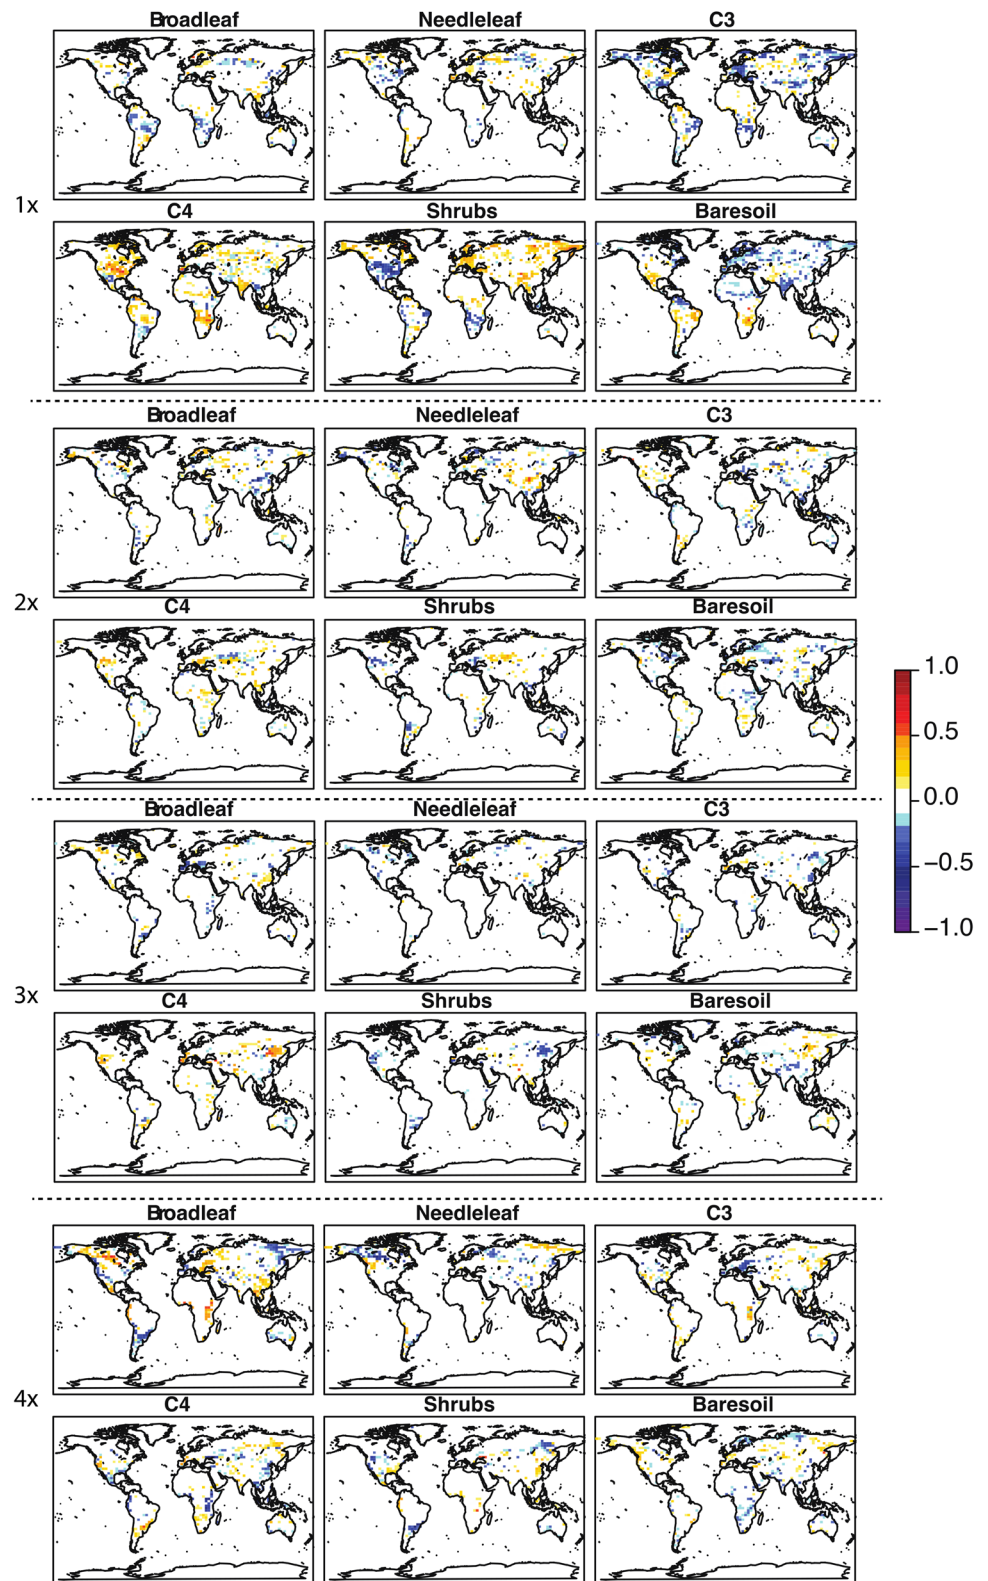 Broadleaf Needleleaf C3
1x
C4 Shrubs Baresoil
Broadleaf Needleleaf C3
2x
C4 Shrubs Baresoil
1.0
0.5
0.0
−0.5
−1.0
Broadleaf Needleleaf C3
3x
C4 Shrubs Baresoil
Broadleaf Needleleaf C3
4x
C4 Shrubs Baresoil